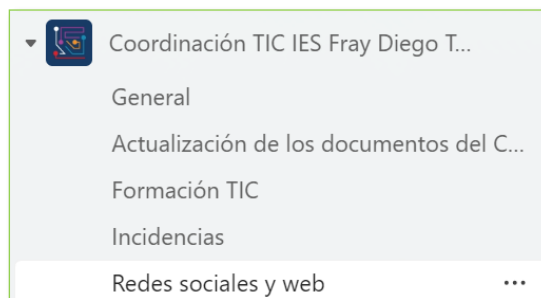 Coordinación TIC IES Fray Diego T...
General
Actualización de los documentos del C...
Formación TIC
Incidencias
Redes sociales y web